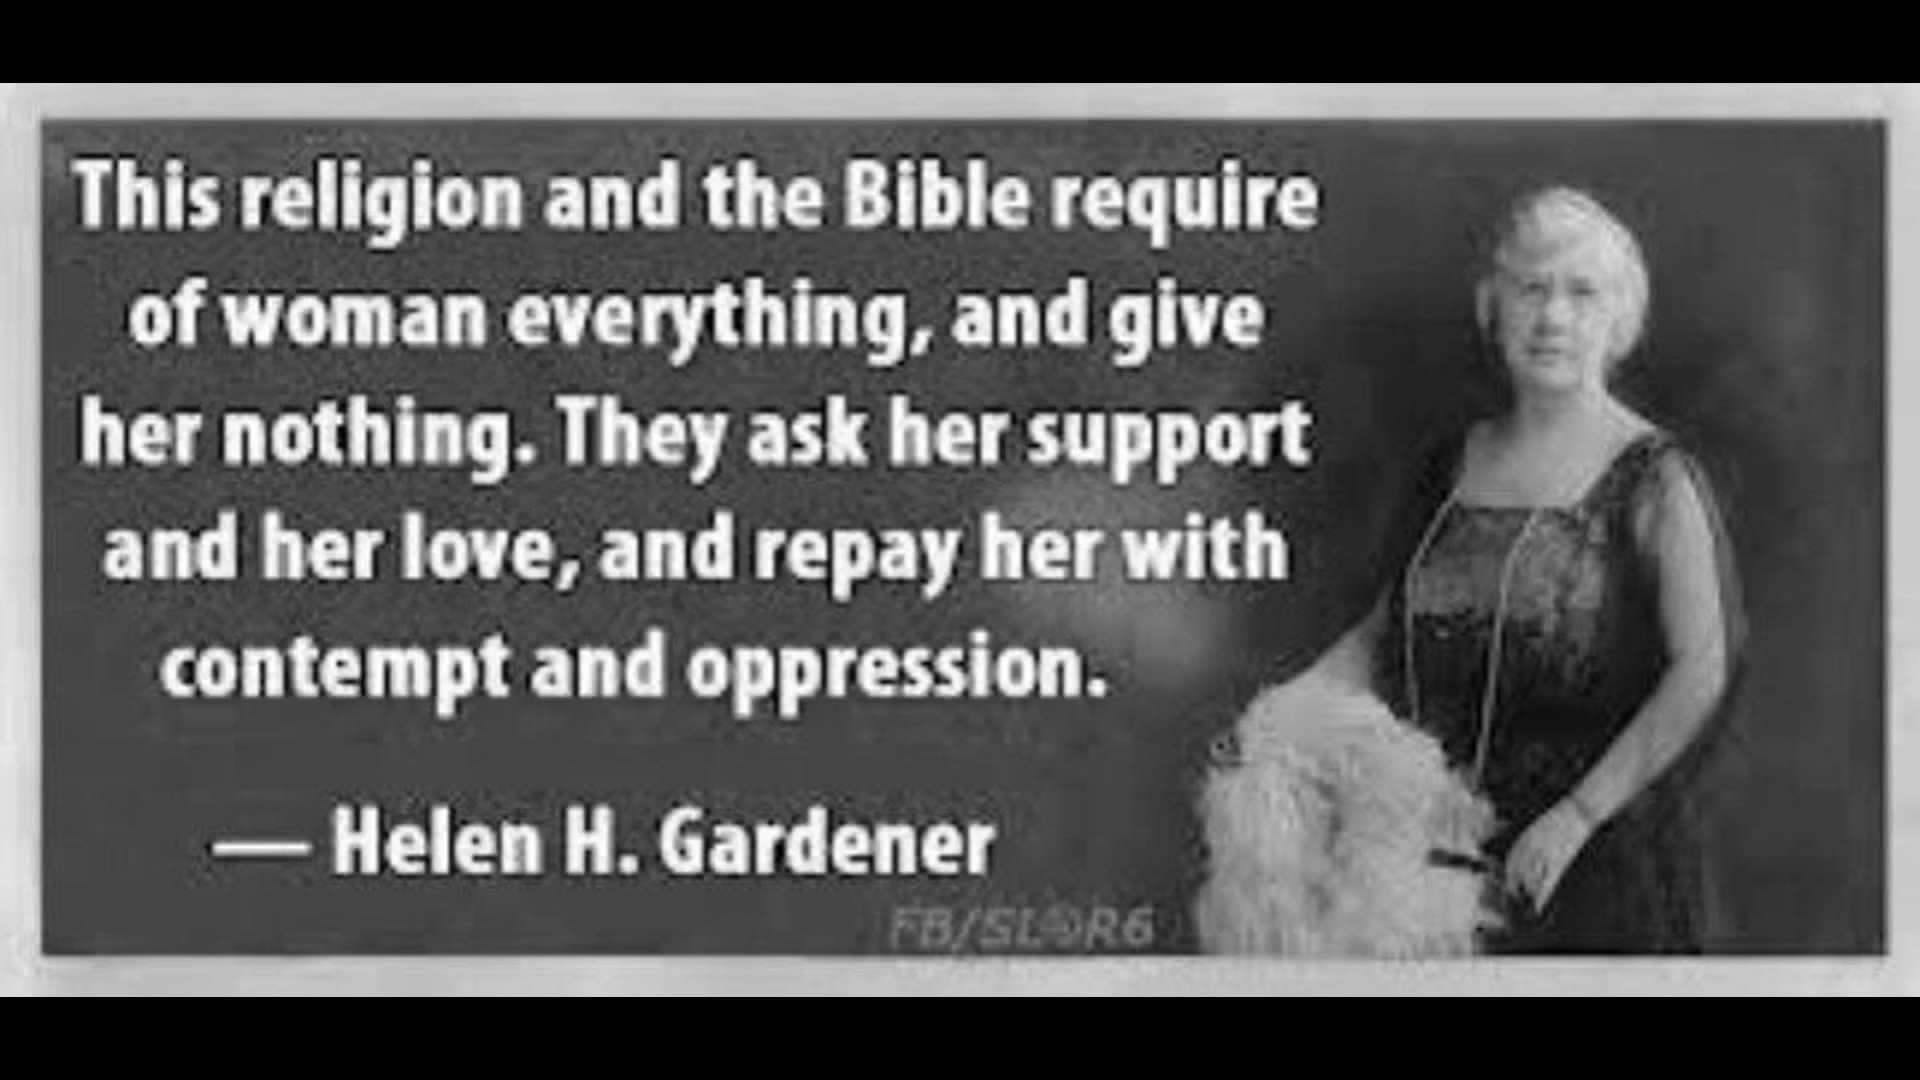 This religion and the Bible require
of woman everything, and give
her nothing. They ask her support
and her love, and repay her with
contempt and oppression.
— Helen H. Gardener